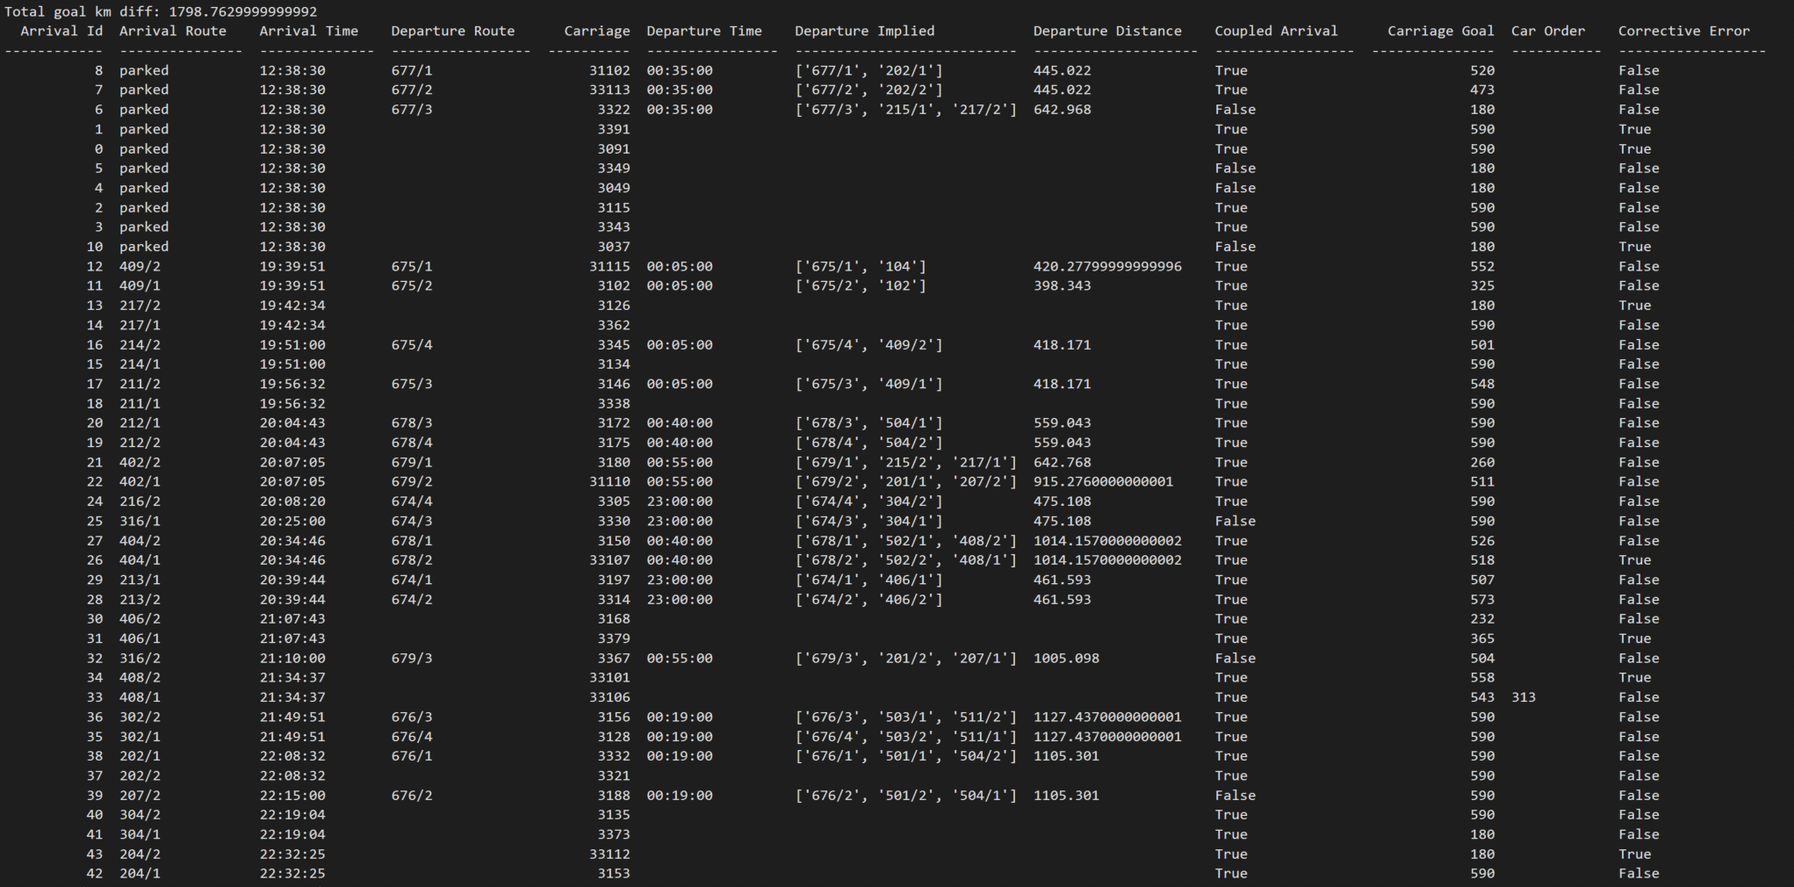 Total goal km diff: 1798.7629999999992
Arrival Id  Arrival Route  Arrival Time  Departure Route  Carriage  Departure Time  Departure Implied  Departure Distance  Coupled Arrival  Carriage Goal  Car Order  Corrective Error
------------  ---------------  --------------  -----------------  ----------  ----------------  ---------------------------  --------------------  -----------------  ---------------  -----------  ------------------
8  parked  12:38:30  677/1  31102  00:35:00  ['677/1', '202/1']  445.022  True  520  False
7  parked  12:38:30  677/2  33113  00:35:00  ['677/2', '202/2']  445.022  True  473  False
6  parked  12:38:30  677/3  3322  00:35:00  ['677/3', '215/1', '217/2']  642.968  False  180  False
1  parked  12:38:30  3391  True  590  True
0  parked  12:38:30  3091  True  590  True
5  parked  12:38:30  3349  False  180  False
4  parked  12:38:30  3049  False  180  False
2  parked  12:38:30  3115  True  590  False
3  parked  12:38:30  3343  True  590  False
10  parked  12:38:30  3037  False  180  True
12  409/2  19:39:51  675/1  31115  00:05:00  ['675/1', '104']  420.27799999999996  True  552  False
11  409/1  19:39:51  675/2  3102  00:05:00  ['675/2', '102']  398.343  True  325  False
13  217/2  19:42:34  3126  True  180  True
14  217/1  19:42:34  3362  True  590  False
16  214/2  19:51:00  675/4  3345  00:05:00  ['675/4', '409/2']  418.171  True  501  False
15  214/1  19:51:00  3134  True  590  False
17  211/2  19:56:32  675/3  3146  00:05:00  ['675/3', '409/1']  418.171  True  548  False
18  211/1  19:56:32  3338  True  590  False
20  212/1  20:04:43  678/3  3172  00:40:00  ['678/3', '504/1']  559.043  True  590  False
19  212/2  20:04:43  678/4  3175  00:40:00  ['678/4', '504/2']  559.043  True  590  False
21  402/2  20:07:05  679/1  3180  00:55:00  ['679/1', '215/2', '217/1']  642.768  True  260  False
22  402/1  20:07:05  679/2  31110  00:55:00  ['679/2', '201/1', '207/2']  915.2760000000001  True  511  False
24  216/2  20:08:20  674/4  3305  23:00:00  ['674/4', '304/2']  475.108  True  590  False
25  316/1  20:25:00  674/3  3330  23:00:00  ['674/3', '304/1']  475.108  False  590  False
27  404/2  20:34:46  678/1  3150  00:40:00  ['678/1', '502/1', '408/2']  1014.1570000000002  True  526  False
26  404/1  20:34:46  678/2  33107  00:40:00  ['678/2', '502/2', '408/1']  1014.1570000000002  True  518  True
29  213/1  20:39:44  674/1  3197  23:00:00  ['674/1', '406/1']  461.593  True  507  False
28  213/2  20:39:44  674/2  3314  23:00:00  ['674/2', '406/2']  461.593  True  573  False
30  406/2  21:07:43  3168  True  232  False
31  406/1  21:07:43  3379  True  365  True
32  316/2  21:10:00  679/3  3367  00:55:00  ['679/3', '201/2', '207/1']  1005.098  False  504  False
34  408/2  21:34:37  33101  True  558  True
33  408/1  21:34:37  33106  True  543  313  False
36  302/2  21:49:51  676/3  3156  00:19:00  ['676/3', '503/1', '511/2']  1127.4370000000001  True  590  False
35  302/1  21:49:51  676/4  3128  00:19:00  ['676/4', '503/2', '511/1']  1127.4370000000001  True  590  False
38  202/1  22:08:32  676/1  3332  00:19:00  ['676/1', '501/1', '504/2']  1105.301  True  590  False
37  202/2  22:08:32  3321  True  590  False
39  207/2  22:15:00  676/2  3188  00:19:00  ['676/2', '501/2', '504/1']  1105.301  False  590  False
40  304/2  22:19:04  3135  True  590  False
41  304/1  22:19:04  3373  True  180  False
43  204/2  22:32:25  33112  True  180  True
42  204/1  22:32:25  3153  True  590  False